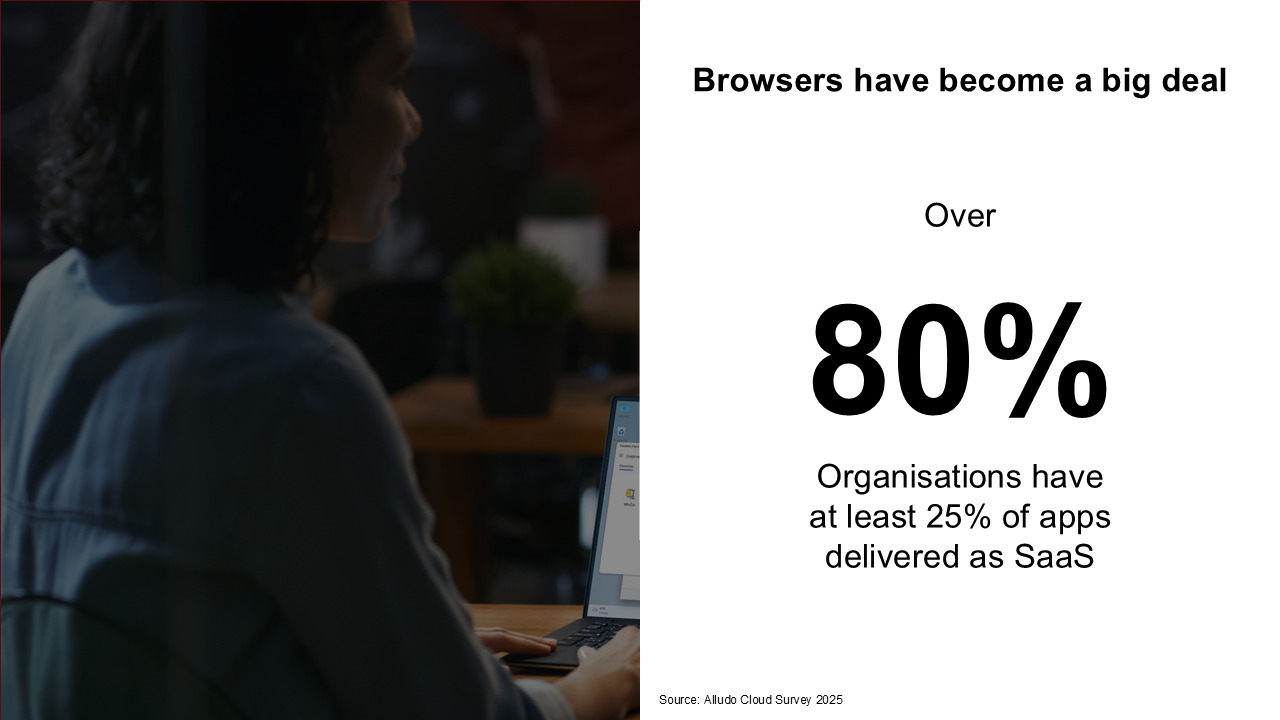 Browsers have become a big deal
Over
80%
Organisations have
at least 25% of apps
delivered as SaaS
Source: Alludo Cloud Survey 2025